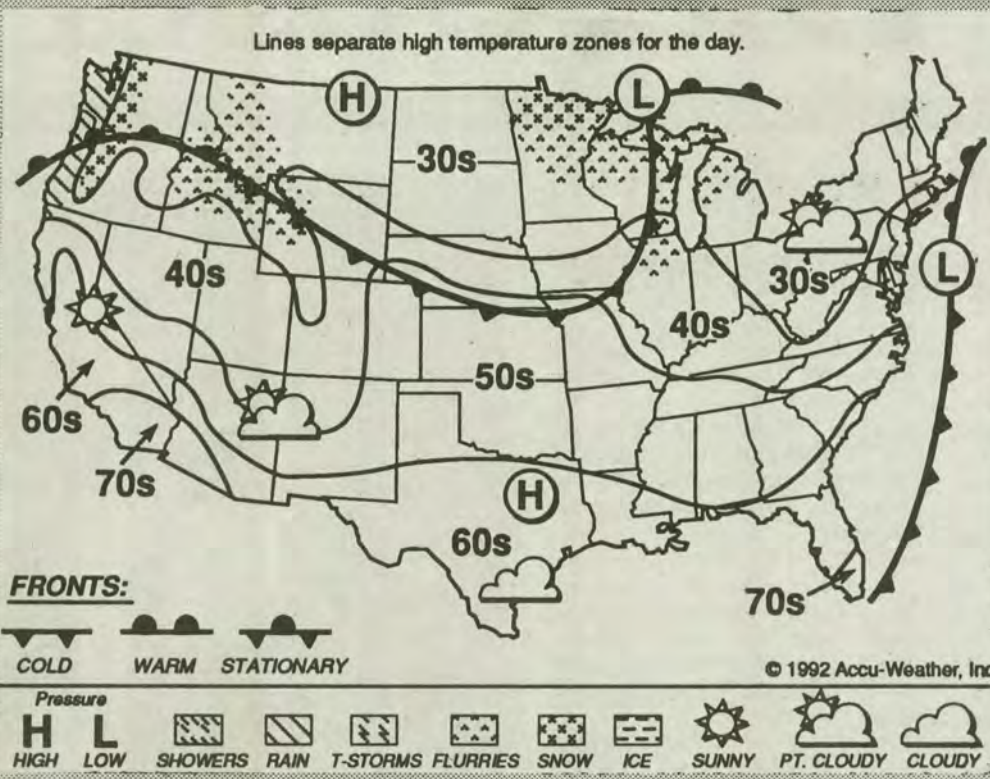 Lines separate high temperature zones for the day.
H
L
30s
40s
30s
L
40s
50s
60s
70s
H
60s
70s
FRONTS:
COLD WARM STATIONARY
© 1992 Accu-Weather, Inc
Pressure
H L
HIGH LOW SHOWERS RAIN T-STORMS FLURRIES SNOW ICE SUNNY PT. CLOUDY CLOUDY